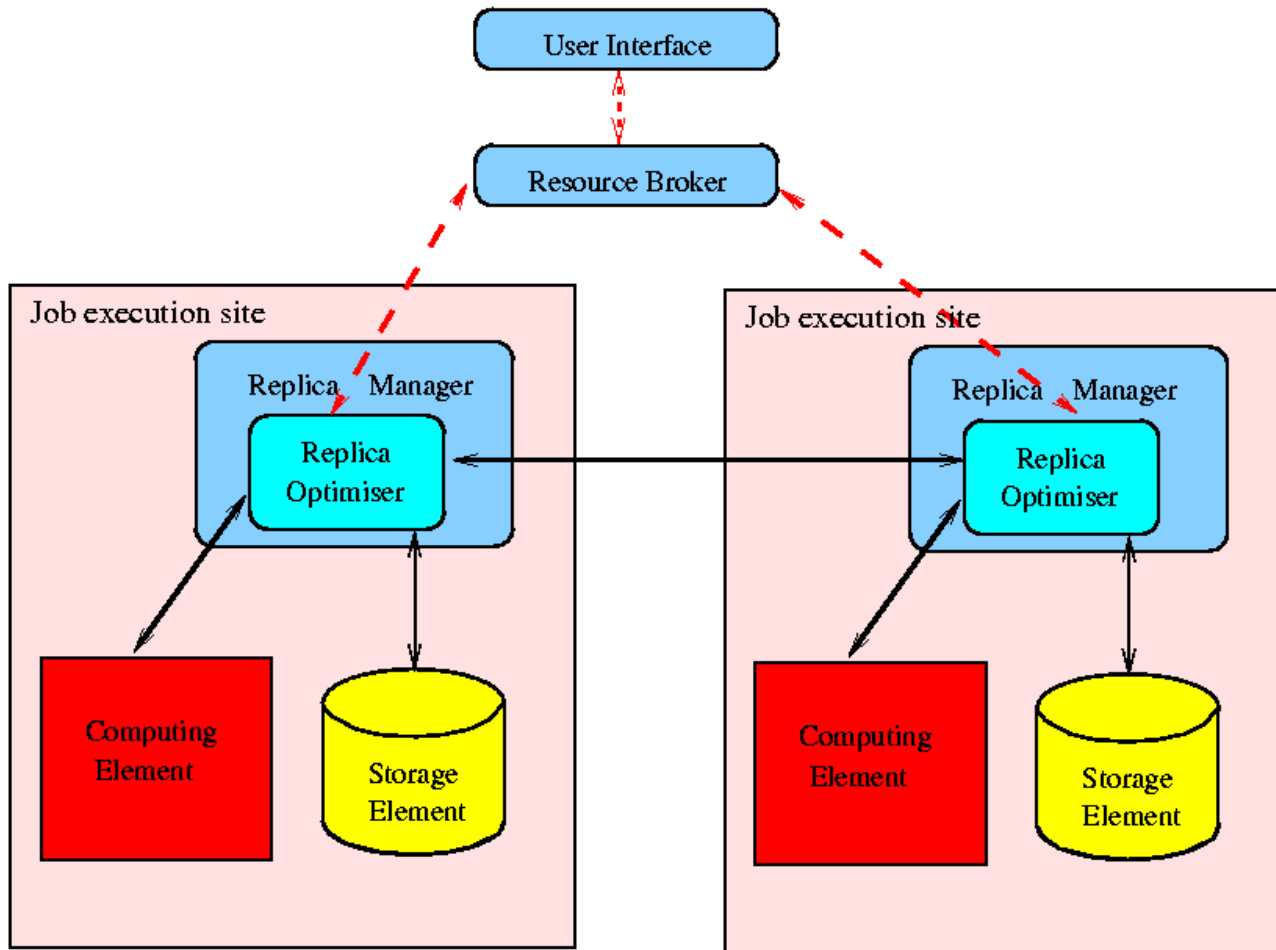 User Interface
Resource Broker
Job execution site
Replica Manager
Replica
Optimiser
Computing
Element
Storage
Element
Job execution site
Replica Manager
Replica
Optimiser
Computing
Element
Storage
Element